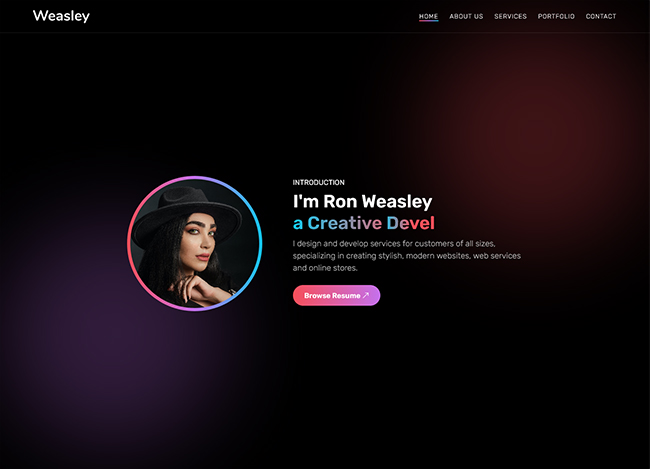 Weasley
HOME ABOUT US SERVICES PORTFOLIO CONTACT
INTRODUCTION
I'm Ron Weasley
a Creative Devel
I design and develop services for customers of all sizes,
specializing in creating stylish, modern websites, web services
and online stores.
Browse Resume